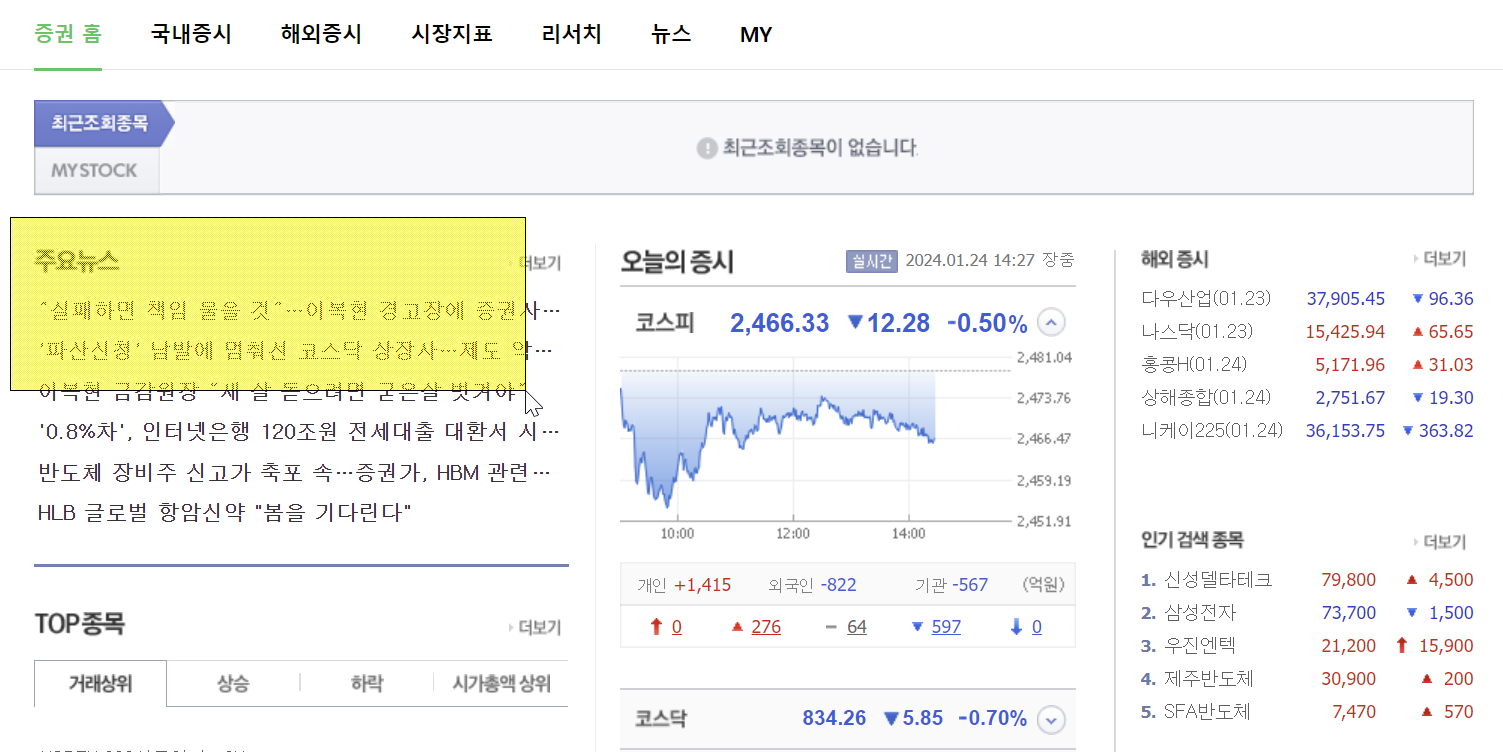 증권 홈 국내증시 해외증시 시장지표 리서치 뉴스 MY
최근조회종목
MYSTOCK
최근조회종목이 없습니다.
주요뉴스 더보기
"실패하면 책임 물을 것"…이복현 경고장에 증권사…
'파산신청' 남발에 멈춰선 코스닥 상장사…제도 악…
이복현 금감원장 "새 살 돋으려면 굳은살 벗겨야"
'0.8%차', 인터넷은행 120조원 전세대출 대환서 시…
반도체 장비주 신고가 축포 속…증권가, HBM 관련…
HLB 글로벌 항암신약 "봄을 기다린다"
TOP종목 더보기
거래상위 상승 하락 시가총액 상위
오늘의 증시 실시간 2024.01.24 14:27 장중
코스피 2,466.33 ▼12.28 -0.50%
2,481.04
2,473.76
2,466.47
2,459.19
2,451.91
10:00 12:00 14:00
개인 +1,415 외국인 -822 기관 -567 (억원)
↑ 0 ▲ 276 - 64 ▼ 597 ↓ 0
코스닥 834.26 ▼5.85 -0.70%
해외 증시 더보기
다우산업(01.23) 37,905.45 ▼ 96.36
나스닥(01.23) 15,425.94 ▲ 65.65
홍콩H(01.24) 5,171.96 ▲ 31.03
상해종합(01.24) 2,751.67 ▼ 19.30
니케이225(01.24) 36,153.75 ▼ 363.82
인기 검색 종목 더보기
1. 신성델타테크 79,800 ▲ 4,500
2. 삼성전자 73,700 ▼ 1,500
3. 우진엔텍 21,200 ↑ 15,900
4. 제주반도체 30,900 ▲ 200
5. SFA반도체 7,470 ▲ 570